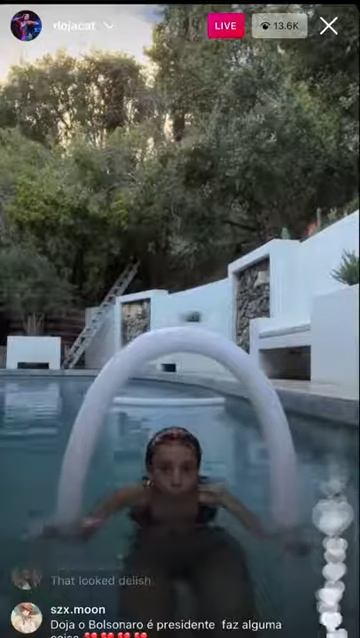 dojacat
LIVE
13.6K
That looked delish
szx.moon
Doja o Bolsonaro é presidente faz alguma
coisa ❤️❤️❤️❤️